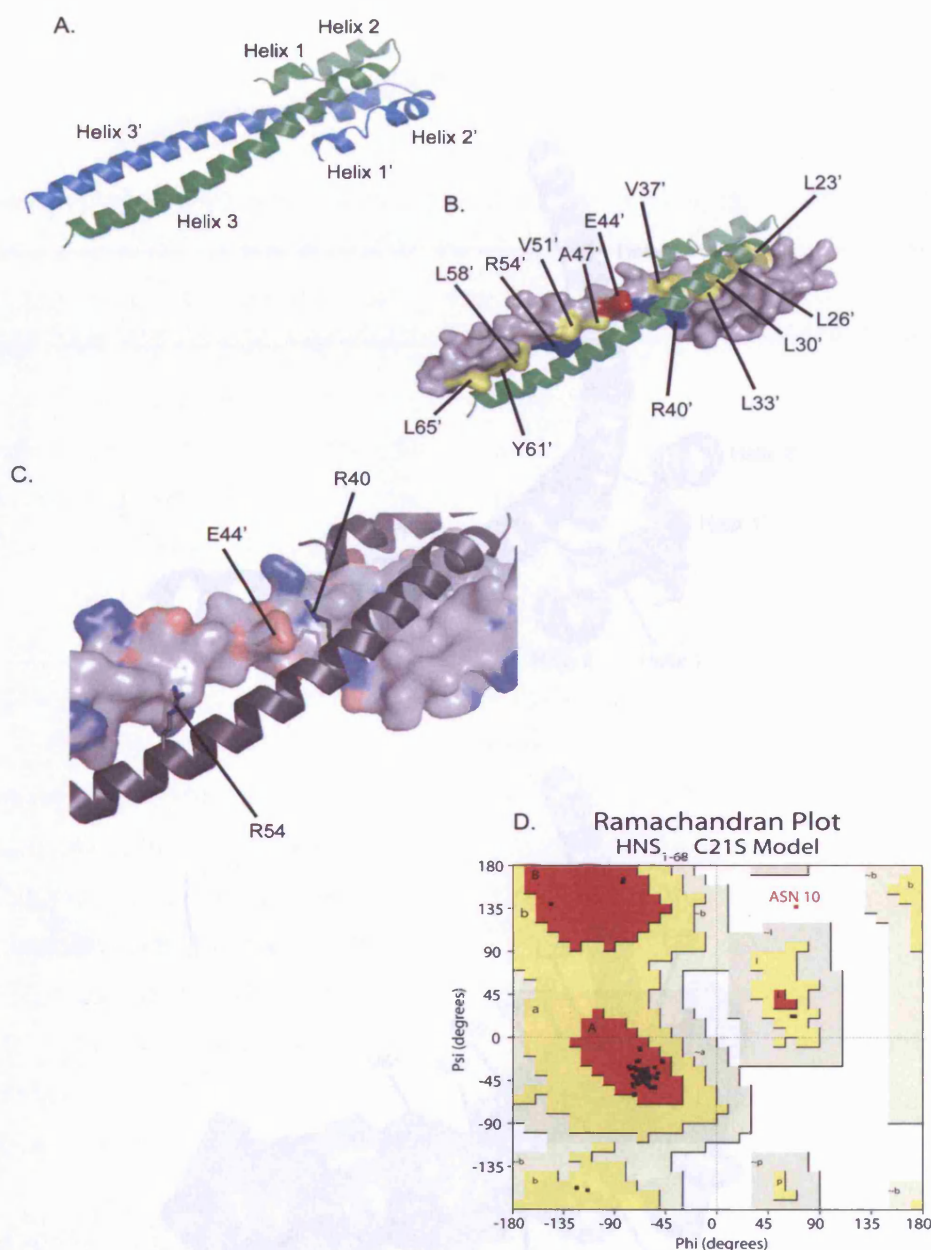 A.
Helix 2
Helix 1
Helix 3'
Helix 2'
Helix 1'
Helix 3
B.
L23'
V37'
E44'
V51'
A47'
R54'
L58'
L26'
L30'
L33'
R40'
L65'
Y61'
C.
R40
E44'
R54
D.
Ramachandran Plot
HNS1-68 C21S Model
180
135
90
45
0
-45
-90
-135
Psi (degrees)
B
b
~b
~b
b
ASN 10
~l
l
a
A
~a
~b
b
~p
p
~b
-180
-135
-90
-45
0
45
90
135
180
Phi (degrees)